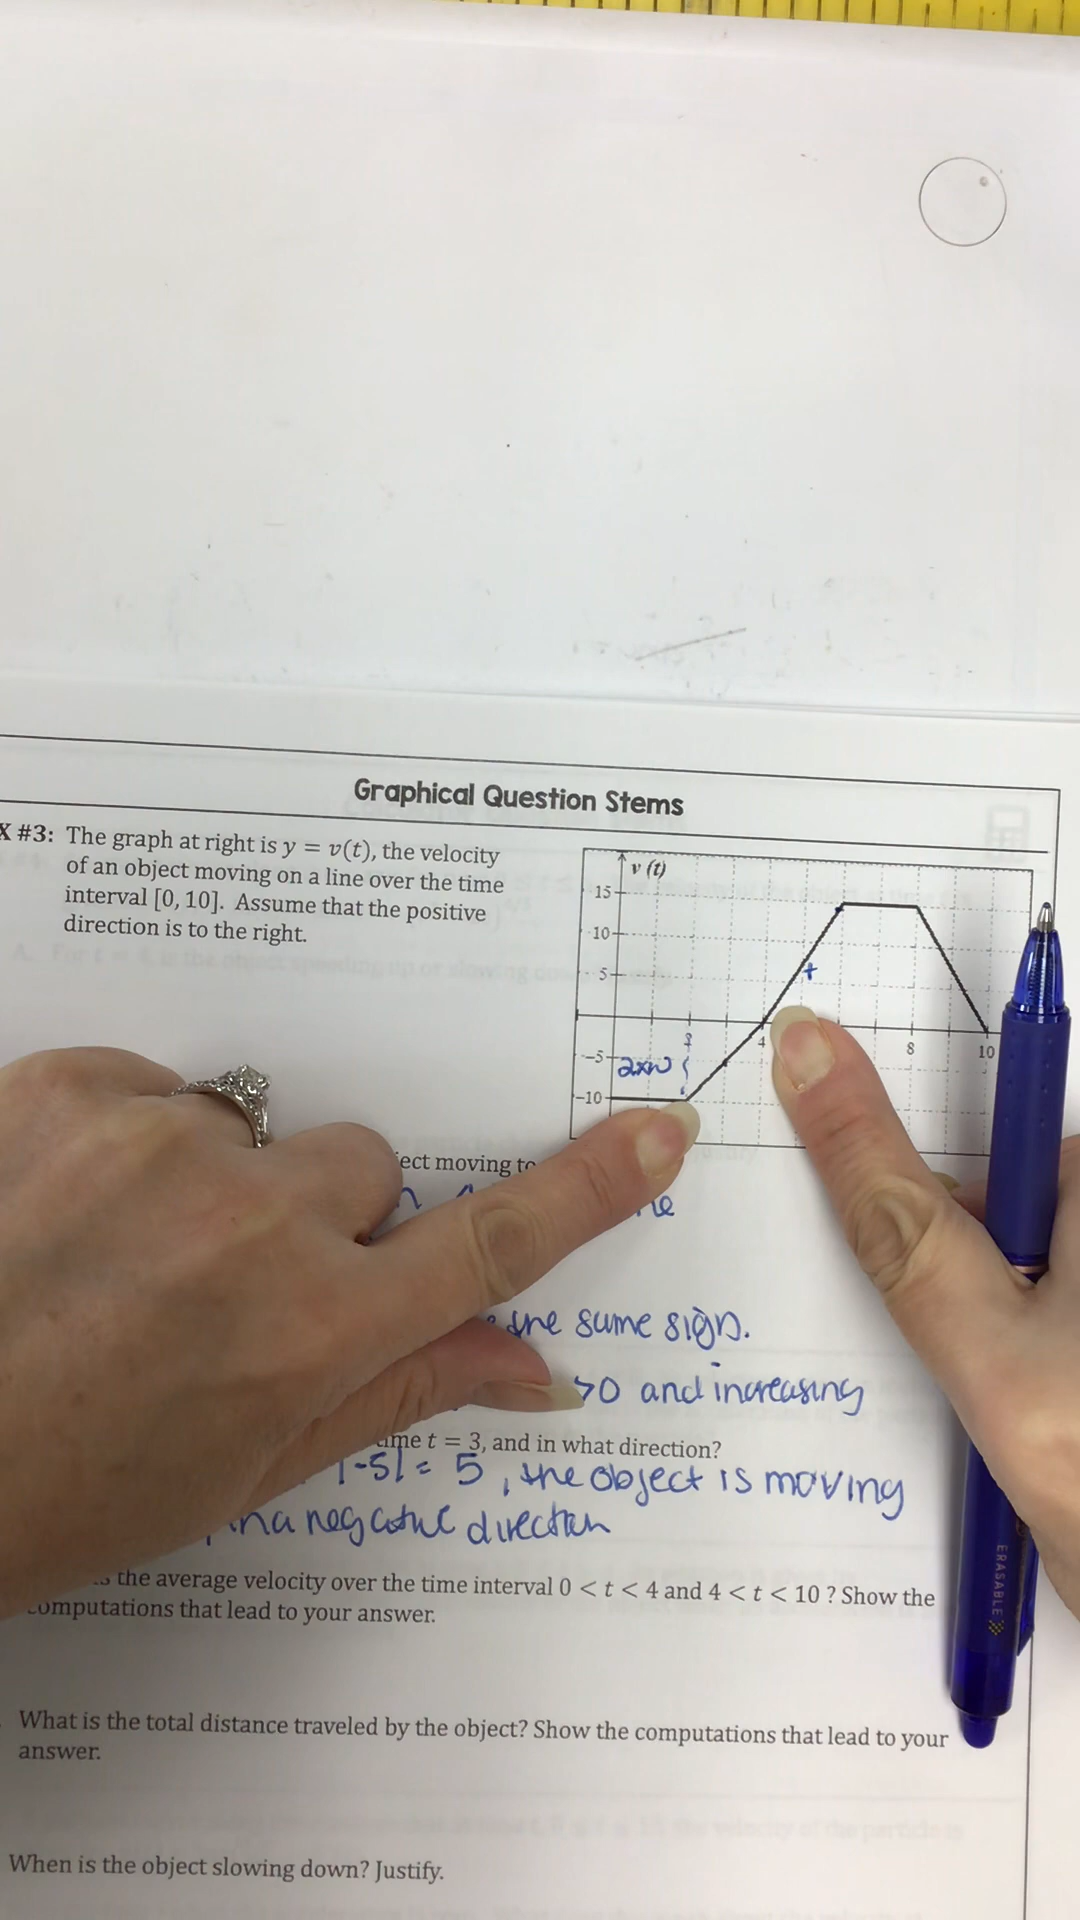 Graphical Question Stems
X #3: The graph at right is y = v(t), the velocity
of an object moving on a line over the time
interval [0, 10]. Assume that the positive
direction is to the right.
v (t)
15
10
5
-5
-10
2
4
8
10
+
ject moving to
the same sign.
>0 and increasing
time t = 3, and in what direction?
|-5| = 5, the object is moving
in a negative direction
the average velocity over the time interval 0 < t < 4 and 4 < t < 10 ? Show the
computations that lead to your answer.
What is the total distance traveled by the object? Show the computations that lead to your
answer.
When is the object slowing down? Justify.
ERASABLE